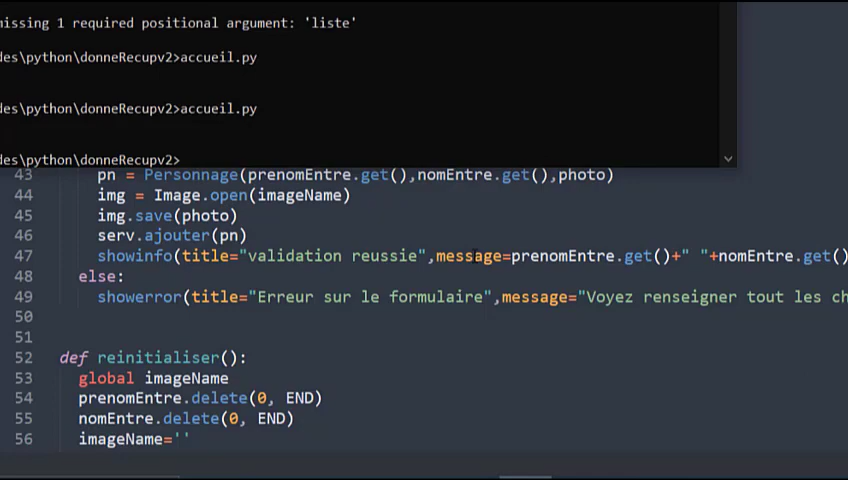 missing 1 required positional argument: 'liste'
des\python\donneRecupv2>accueil.py
des\python\donneRecupv2>accueil.py
des\python\donneRecupv2>
43 pn = Personnage(prenomEntre.get(),nomEntre.get(),photo)
44 img = Image.open(imageName)
45 img.save(photo)
46 serv.ajouter(pn)
47 showinfo(title="validation reussie",message=prenomEntre.get()+" "+nomEntre.get()
48 else:
49 showerror(title="Erreur sur le formulaire",message="Voyez renseigner tout les ch
50
51
52 def reinitialiser():
53 global imageName
54 prenomEntre.delete(0, END)
55 nomEntre.delete(0, END)
56 imageName=''